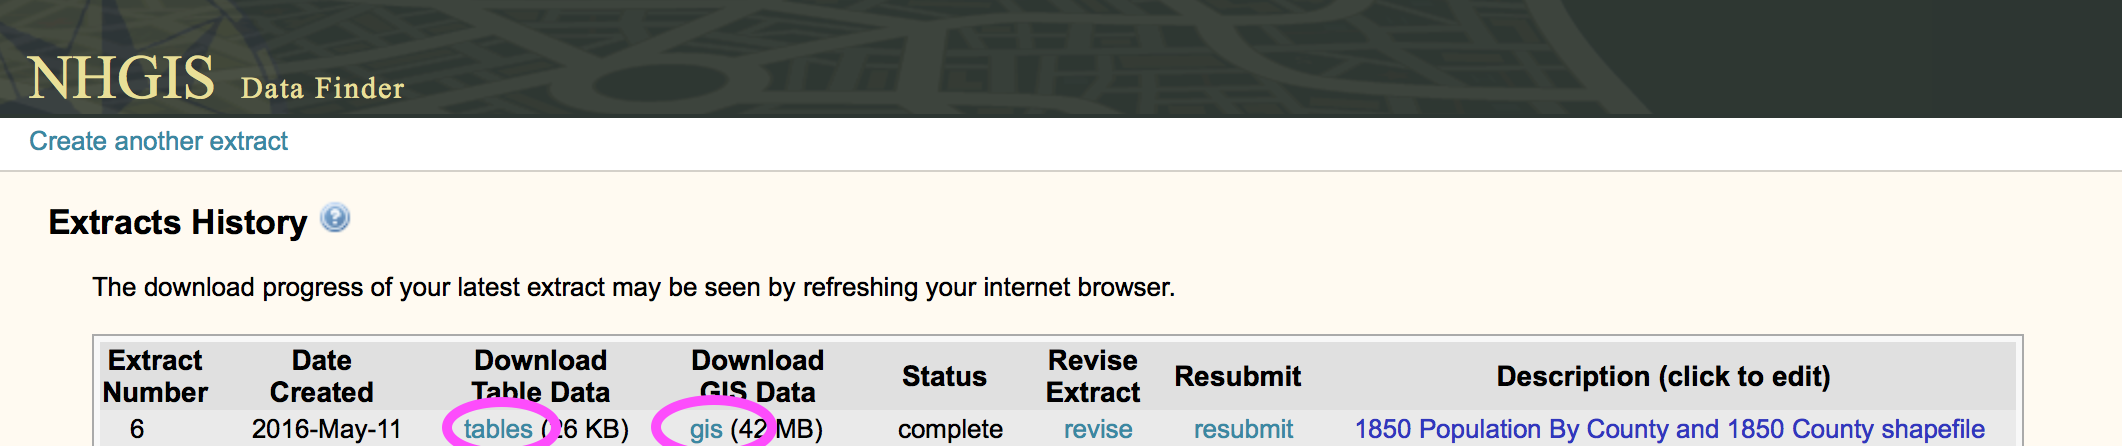 NHGIS Data Finder
Create another extract
Extracts History ?
The download progress of your latest extract may be seen by refreshing your internet browser.
Extract Number Date Created Download Table Data Download GIS Data Status Revise Extract Resubmit Description (click to edit)
6 2016-May-11 tables (26 KB) gis (42 MB) complete revise resubmit 1850 Population By County and 1850 County shapefile